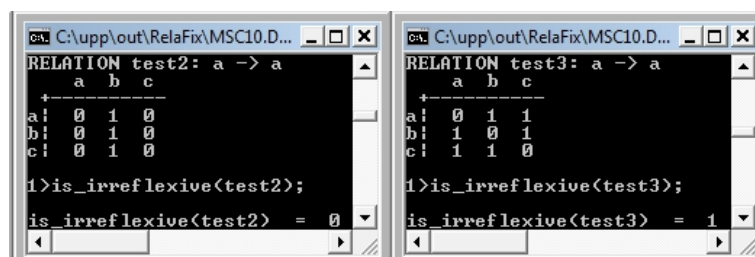 C:\upp\out\RelaFix\MSC10.D...
RELATION test2: a -> a
a b c
+-----------
a¦ 0 1 0
b¦ 0 1 0
c¦ 0 1 0
1>is_irreflexive(test2);
is_irreflexive(test2) = 0
C:\upp\out\RelaFix\MSC10.D...
RELATION test3: a -> a
a b c
+-----------
a¦ 0 1 1
b¦ 1 0 1
c¦ 1 1 0
1>is_irreflexive(test3);
is_irreflexive(test3) = 1